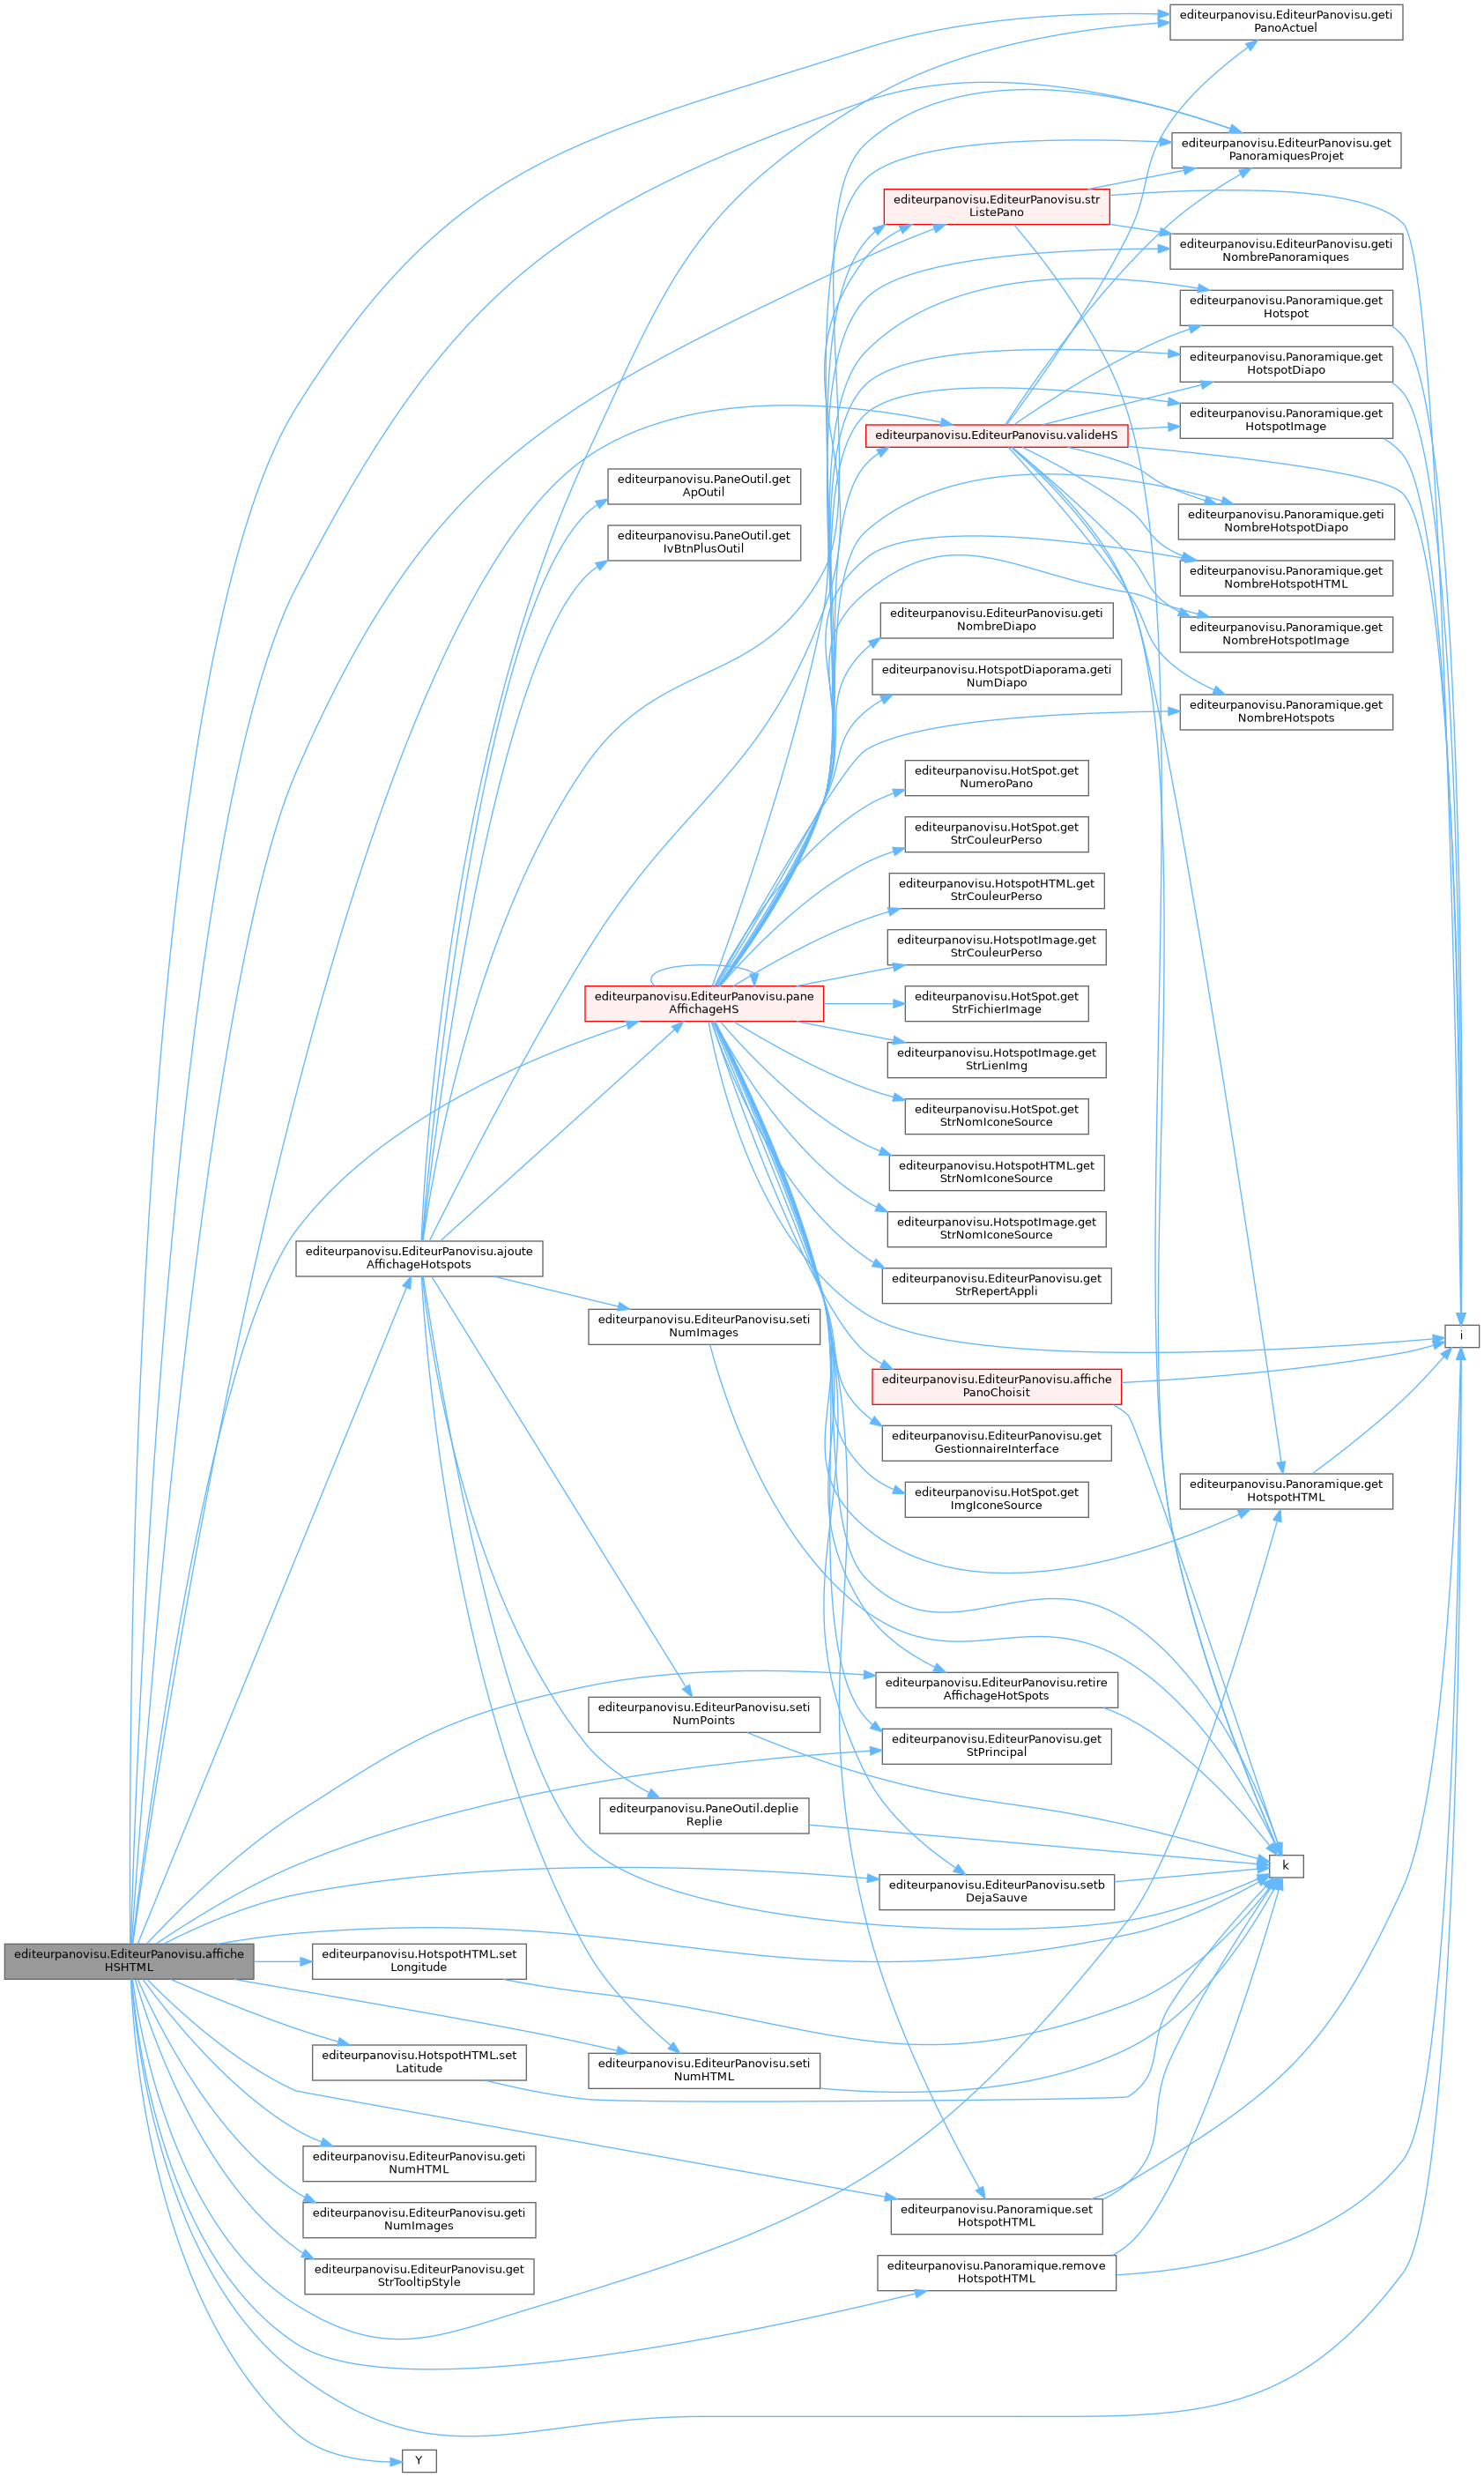 editeurpanovisu.EditeurPanovisu.geti
PanoActuel
editeurpanovisu.EditeurPanovisu.get
PanoramiquesProjet
editeurpanovisu.EditeurPanovisu.str
ListePano
editeurpanovisu.EditeurPanovisu.geti
NombrePanoramiques
editeurpanovisu.Panoramique.get
Hotspot
editeurpanovisu.Panoramique.get
HotspotDiapo
editeurpanovisu.Panoramique.get
HotspotImage
editeurpanovisu.EditeurPanovisu.valideHS
editeurpanovisu.PaneOutil.get
ApOutil
editeurpanovisu.Panoramique.geti
NombreHotspotDiapo
editeurpanovisu.PaneOutil.get
IvBtnPlusOutil
editeurpanovisu.Panoramique.get
NombreHotspotHTML
editeurpanovisu.EditeurPanovisu.geti
NombreDiapo
editeurpanovisu.Panoramique.get
NombreHotspotImage
editeurpanovisu.HotspotDiaporama.geti
NumDiapo
editeurpanovisu.Panoramique.get
NombreHotspots
editeurpanovisu.HotSpot.get
NumeroPano
editeurpanovisu.HotSpot.get
StrCouleurPerso
editeurpanovisu.HotspotHTML.get
StrCouleurPerso
editeurpanovisu.HotspotImage.get
StrCouleurPerso
editeurpanovisu.EditeurPanovisu.pane
AffichageHS
editeurpanovisu.HotSpot.get
StrFichierImage
editeurpanovisu.HotspotImage.get
StrLienImg
editeurpanovisu.HotSpot.get
StrNomIconeSource
editeurpanovisu.HotspotHTML.get
StrNomIconeSource
editeurpanovisu.HotspotImage.get
StrNomIconeSource
editeurpanovisu.EditeurPanovisu.ajoute
AffichageHotspots
editeurpanovisu.EditeurPanovisu.get
StrRepertAppli
editeurpanovisu.EditeurPanovisu.seti
NumImages
i
editeurpanovisu.EditeurPanovisu.affiche
PanoChoisit
editeurpanovisu.EditeurPanovisu.get
GestionnaireInterface
editeurpanovisu.HotSpot.get
ImgIconeSource
editeurpanovisu.Panoramique.get
HotspotHTML
editeurpanovisu.EditeurPanovisu.retire
AffichageHotSpots
editeurpanovisu.EditeurPanovisu.seti
NumPoints
editeurpanovisu.EditeurPanovisu.get
StPrincipal
editeurpanovisu.PaneOutil.deplie
Replie
k
editeurpanovisu.EditeurPanovisu.setb
DejaSauve
editeurpanovisu.EditeurPanovisu.affiche
HSHTML
editeurpanovisu.HotspotHTML.set
Longitude
editeurpanovisu.HotspotHTML.set
Latitude
editeurpanovisu.EditeurPanovisu.seti
NumHTML
editeurpanovisu.EditeurPanovisu.geti
NumHTML
editeurpanovisu.EditeurPanovisu.geti
NumImages
editeurpanovisu.Panoramique.set
HotspotHTML
editeurpanovisu.EditeurPanovisu.get
StrTooltipStyle
editeurpanovisu.Panoramique.remove
HotspotHTML
Y